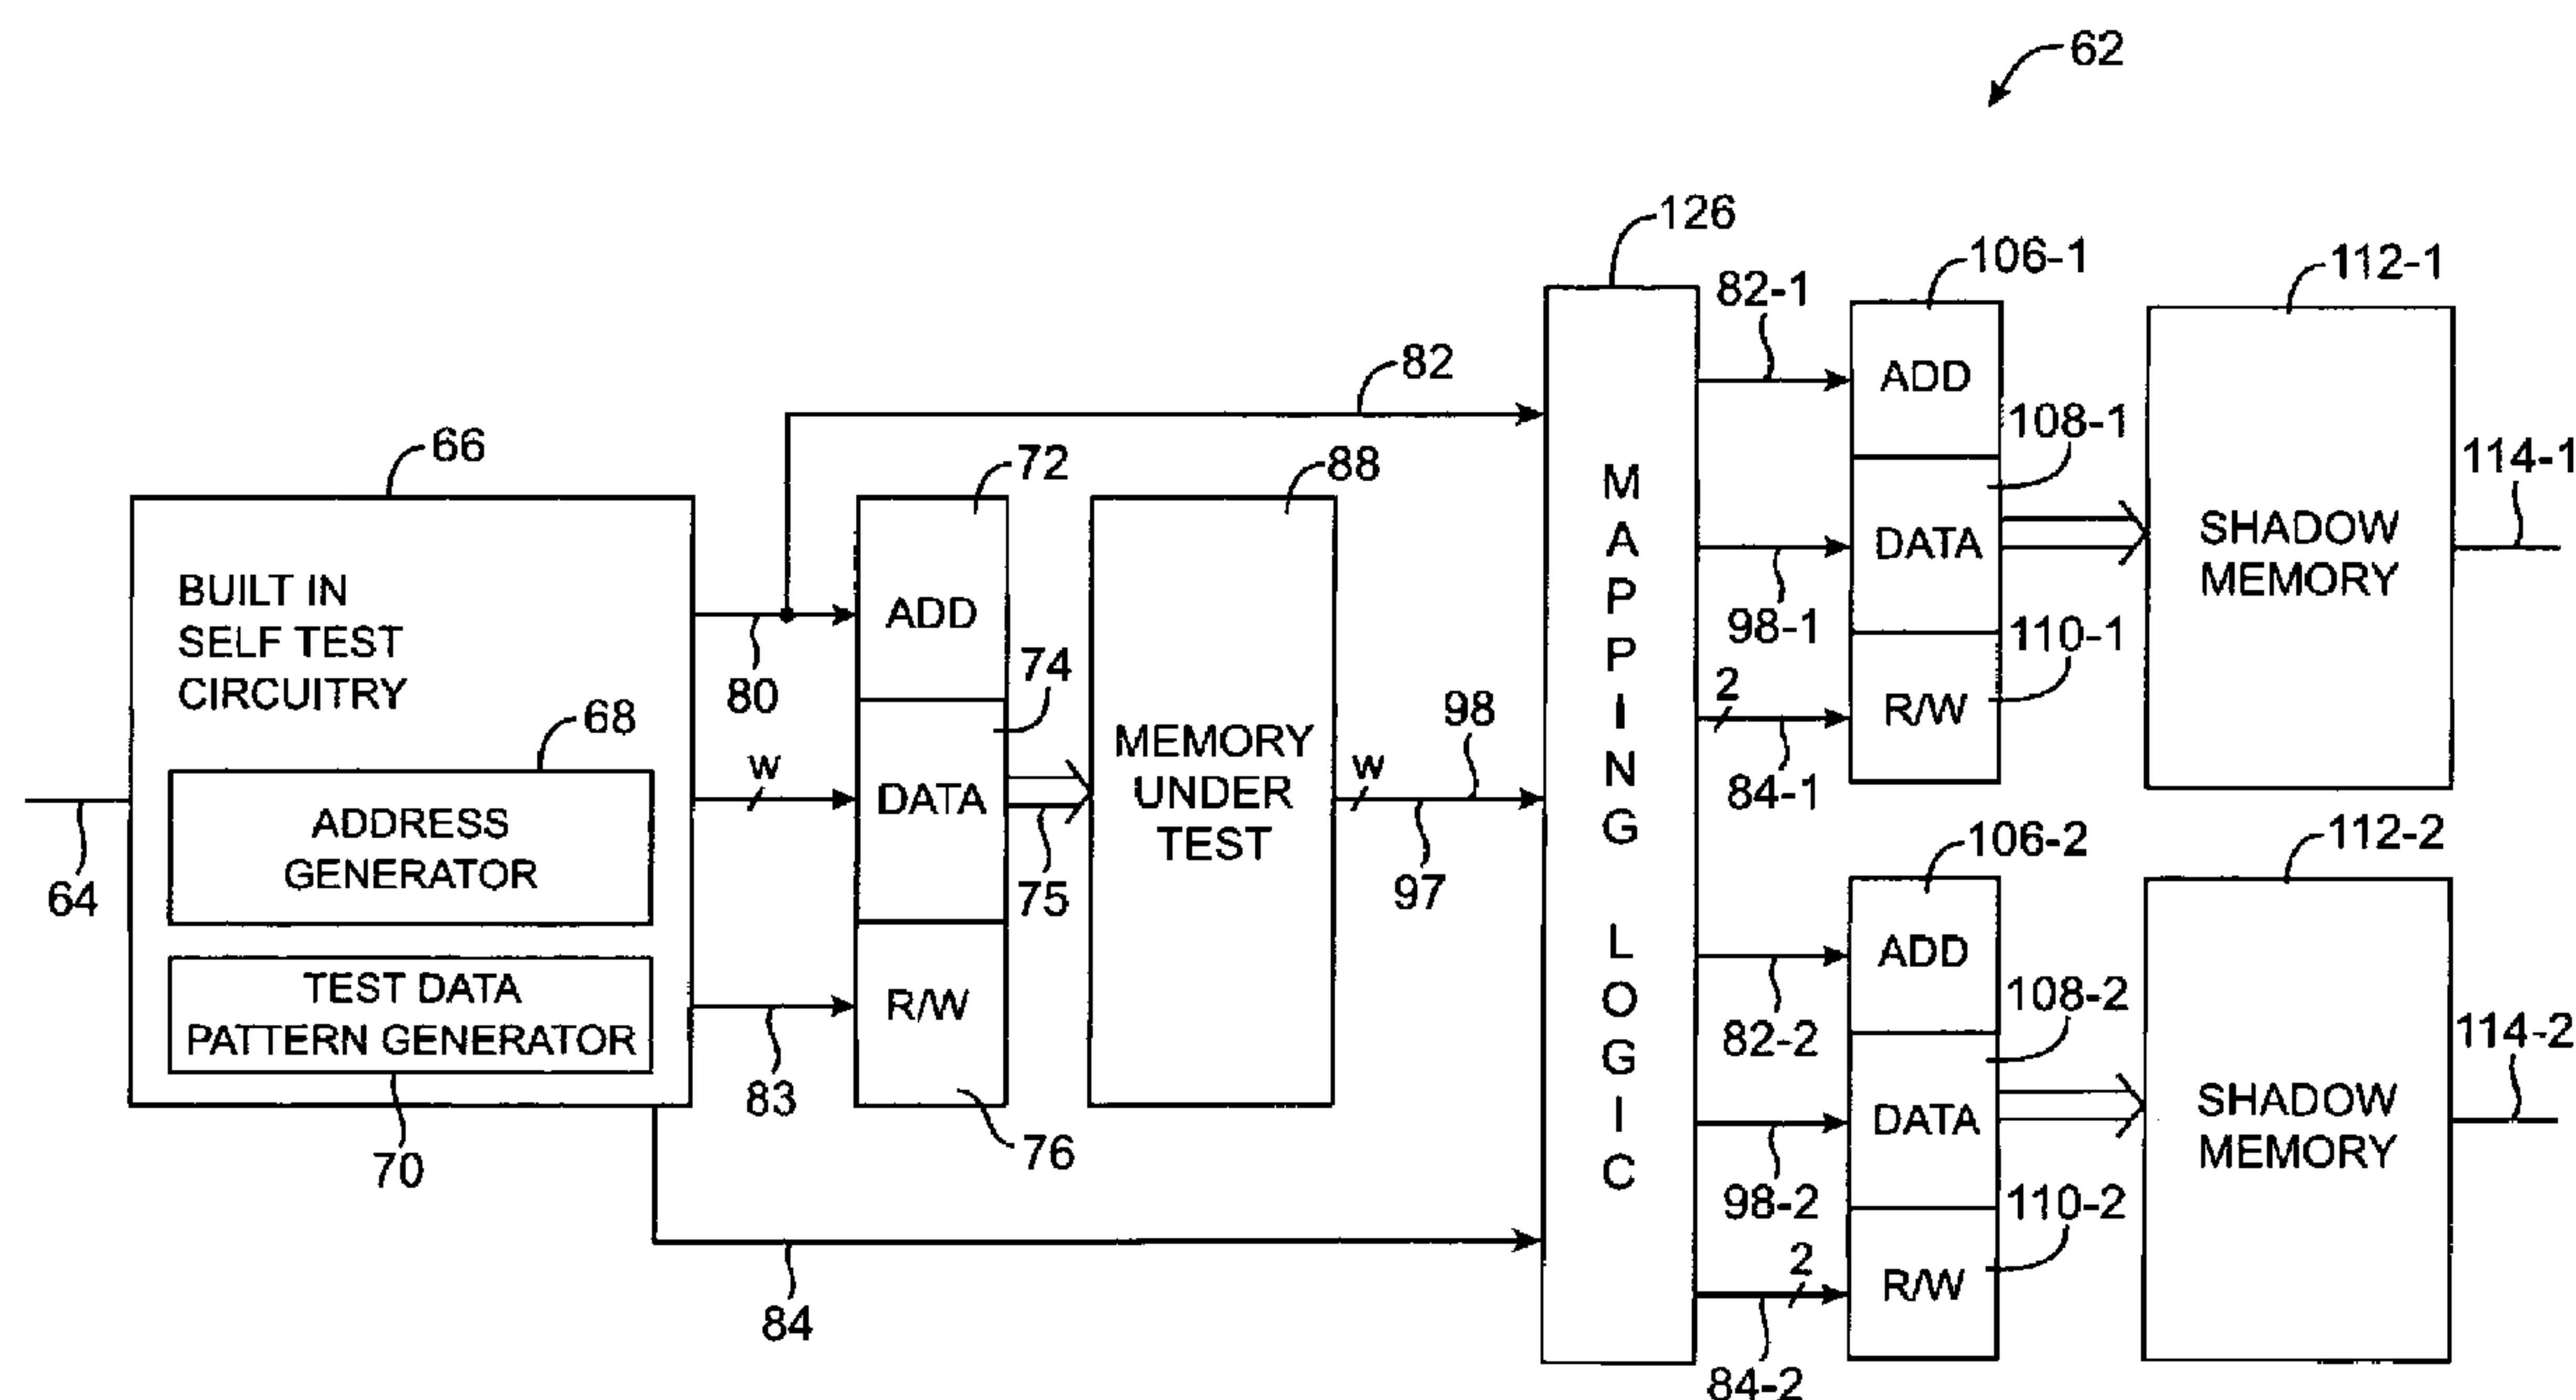 62
126
106-1
112-1
82-1
82
ADD
108-1
114-1
66
72
88
MAPPING LOGIC
DATA
SHADOW
MEMORY
BUILT IN
SELF TEST
CIRCUITRY
80
ADD
74
98-1
110-1
2
R/W
84-1
68
w
DATA
75
MEMORY
UNDER
TEST
w
98
97
ADDRESS
GENERATOR
64
106-2
112-2
ADD
82-2
108-2
114-2
TEST DATA
PATTERN GENERATOR
70
83
R/W
76
DATA
98-2
110-2
SHADOW
MEMORY
84
2
R/W
84-2